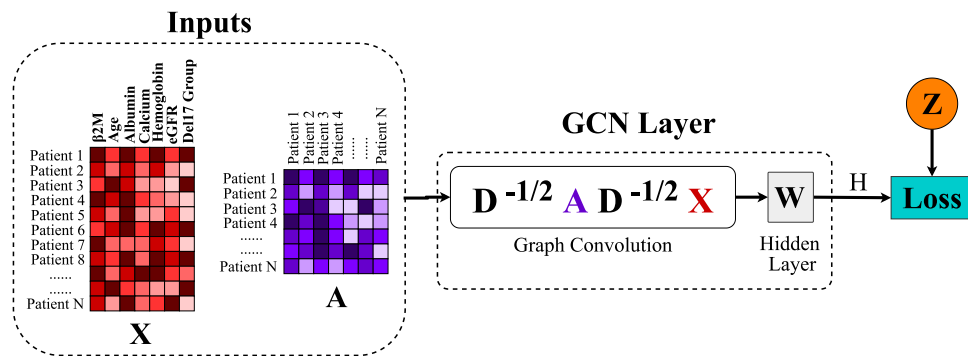 Inputs
β2M
Age
Albumin
Calcium
Hemoglobin
eGFR
Del17 Group
Patient 1
Patient 2
Patient 3
Patient 4
Patient 5
Patient 6
Patient 7
Patient 8
......
......
Patient N
X
Patient 1
Patient 2
Patient 3
Patient 4
......
......
Patient N
Patient 1
Patient 2
Patient 3
Patient 4
......
......
Patient N
A
GCN Layer
D -1/2 A D -1/2 X
Graph Convolution
W
Hidden
Layer
H
Z
Loss